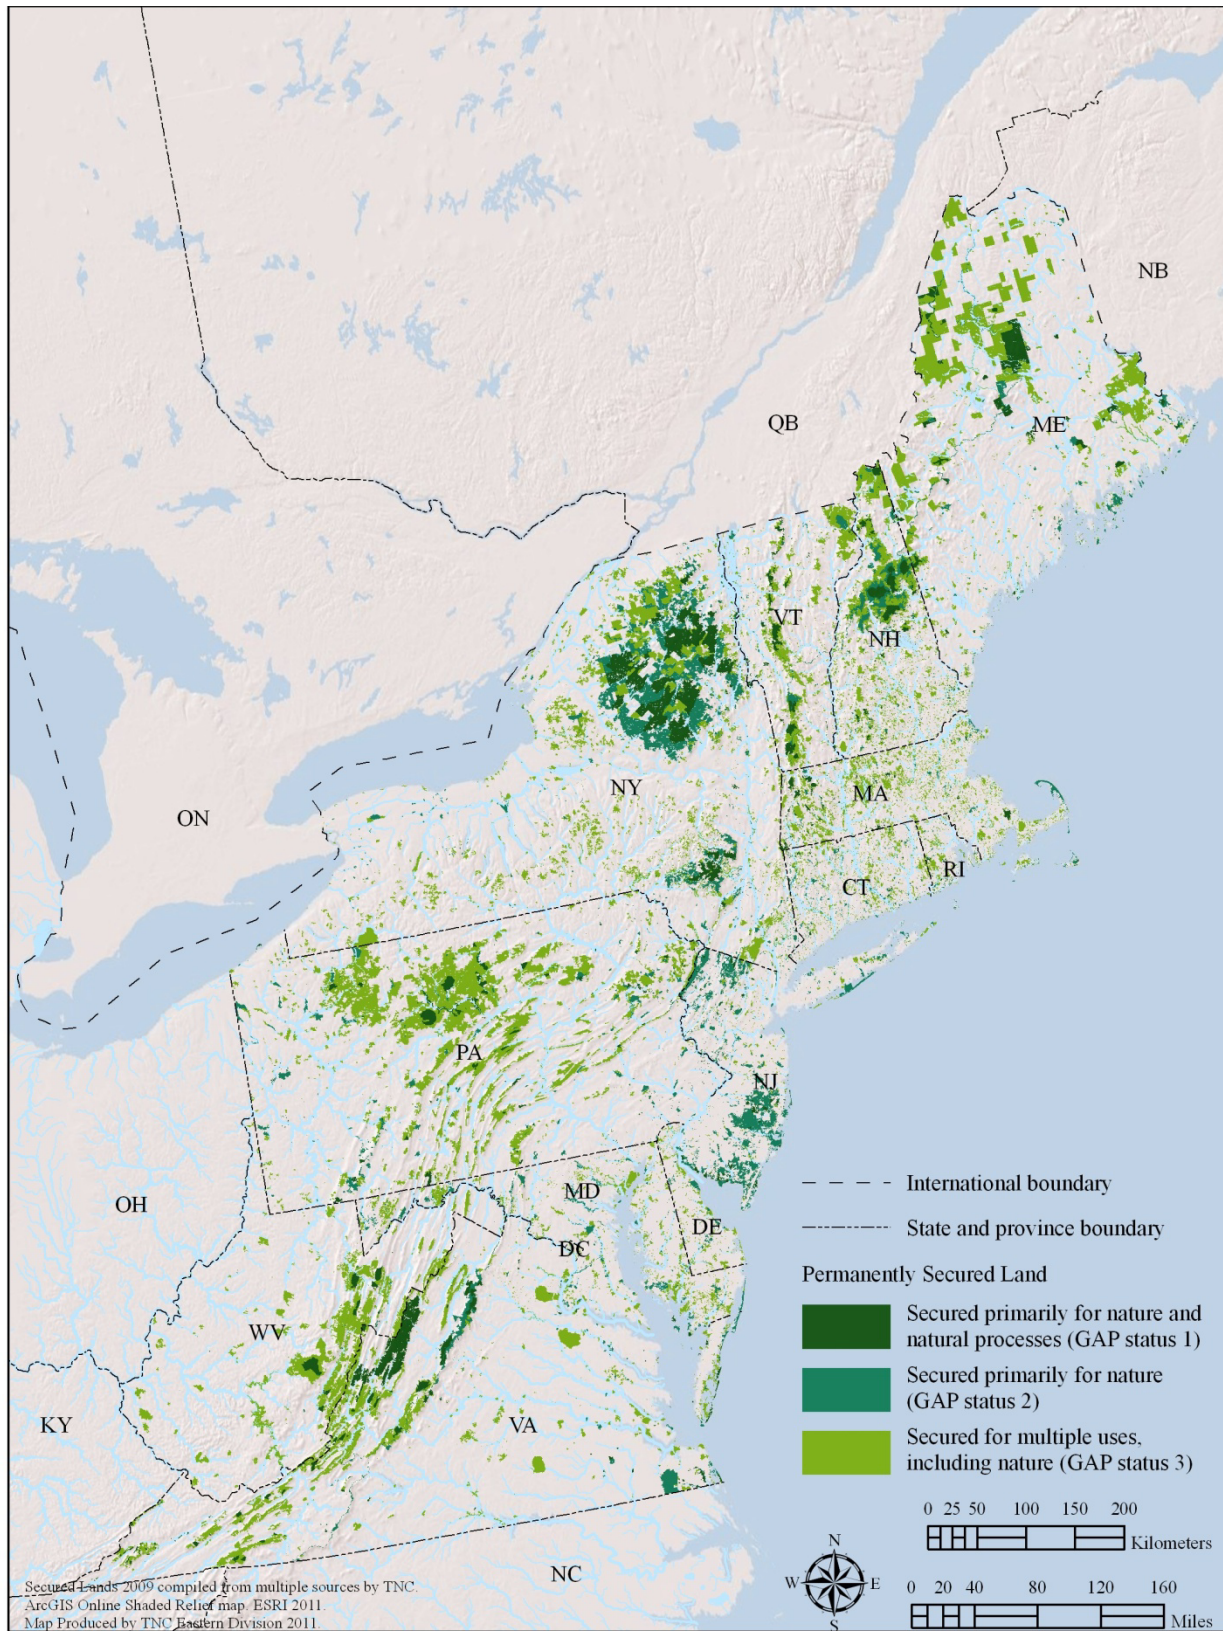 NB
ME
QB
VT
NH
NY
MA
ON
CT
RI
PA
NJ
OH
MD
DE
DC
WV
KY
VA
NC
International boundary
State and province boundary
Permanently Secured Land
Secured primarily for nature and
natural processes (GAP status 1)
Secured primarily for nature
(GAP status 2)
Secured for multiple uses,
including nature (GAP status 3)
0 25 50 100 150 200
Kilometers
N
W E
S
0 20 40 80 120 160
Miles
Secured Lands 2009 compiled from multiple sources by TNC.
ArcGIS Online Shaded Relief map. ESRI 2011.
Map Produced by TNC Eastern Division 2011.